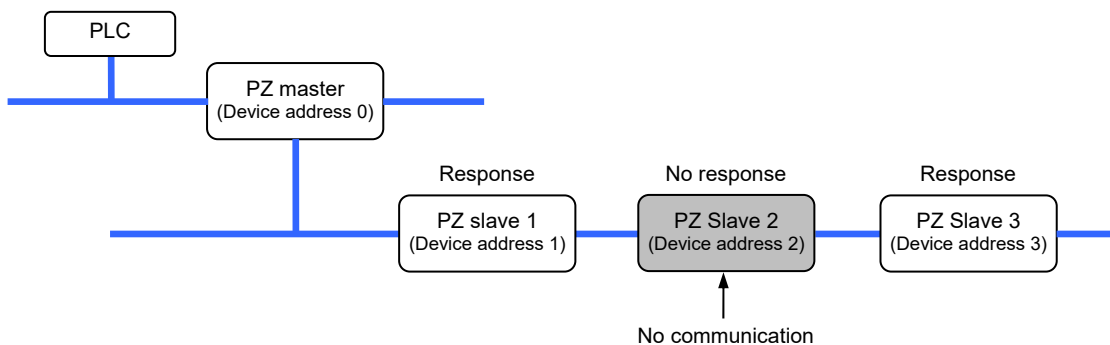 PLC
PZ master
(Device address 0)
Response
No response
Response
PZ slave 1
(Device address 1)
PZ Slave 2
(Device address 2)
PZ Slave 3
(Device address 3)
No communication